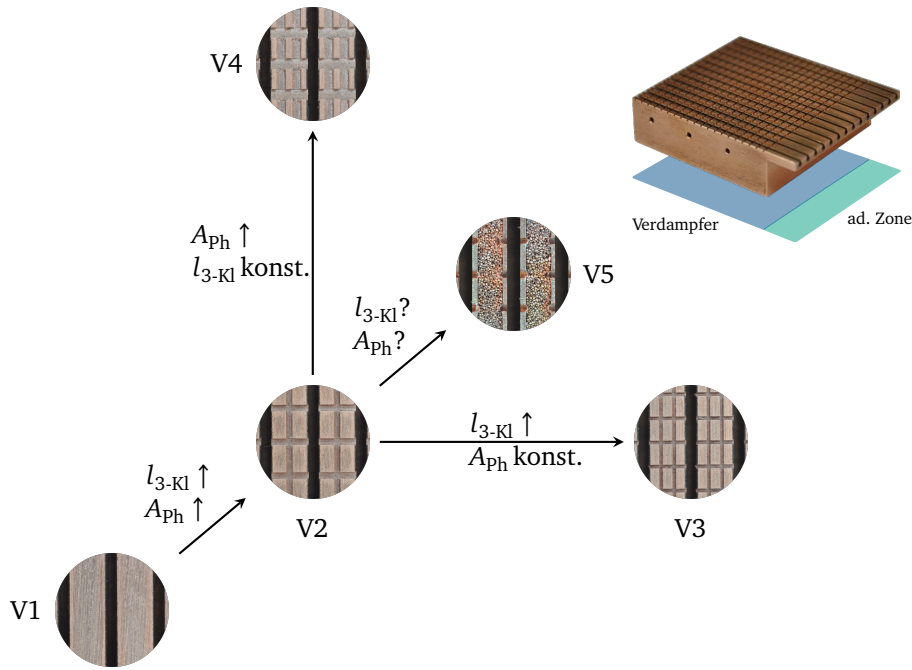 V4
Verdampfer
ad. Zone
A_Ph ↑
l_3-Kl konst.
V5
l_3-Kl?
A_Ph?
l_3-Kl ↑
A_Ph konst.
l_3-Kl ↑
A_Ph ↑
V2
V3
V1